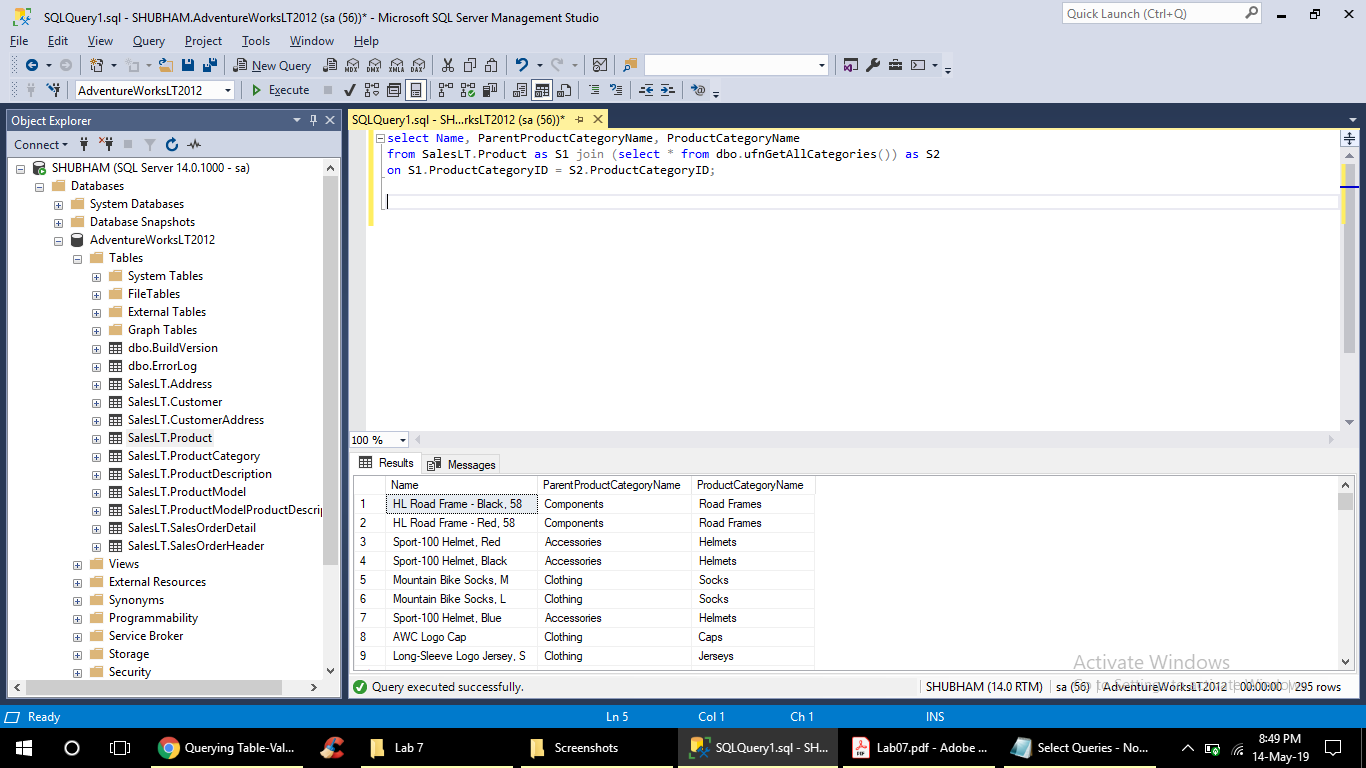 SQLQuery1.sql - SHUBHAM.AdventureWorksLT2012 (sa (56))* - Microsoft SQL Server Management Studio
Quick Launch (Ctrl+Q)
File Edit View Query Project Tools Window Help
New Query MDX DMX XMLA DAX
AdventureWorksLT2012 Execute
Object Explorer
Connect
SHUBHAM (SQL Server 14.0.1000 - sa)
Databases
System Databases
Database Snapshots
AdventureWorksLT2012
Tables
System Tables
FileTables
External Tables
Graph Tables
dbo.BuildVersion
dbo.ErrorLog
SalesLT.Address
SalesLT.Customer
SalesLT.CustomerAddress
SalesLT.Product
SalesLT.ProductCategory
SalesLT.ProductDescription
SalesLT.ProductModel
SalesLT.ProductModelProductDescri
SalesLT.SalesOrderDetail
SalesLT.SalesOrderHeader
Views
External Resources
Synonyms
Programmability
Service Broker
Storage
Security
SQLQuery1.sql - SH...rksLT2012 (sa (56))*
select Name, ParentProductCategoryName, ProductCategoryName
from SalesLT.Product as S1 join (select * from dbo.ufnGetAllCategories()) as S2
on S1.ProductCategoryID = S2.ProductCategoryID;
100 %
Results Messages
Name ParentProductCategoryName ProductCategoryName
1 HL Road Frame - Black, 58 Components Road Frames
2 HL Road Frame - Red, 58 Components Road Frames
3 Sport-100 Helmet, Red Accessories Helmets
4 Sport-100 Helmet, Black Accessories Helmets
5 Mountain Bike Socks, M Clothing Socks
6 Mountain Bike Socks, L Clothing Socks
7 Sport-100 Helmet, Blue Accessories Helmets
8 AWC Logo Cap Clothing Caps
9 Long-Sleeve Logo Jersey, S Clothing Jerseys
Activate Windows
Go to Settings to activate Windows.
Query executed successfully. SHUBHAM (14.0 RTM) sa (56) AdventureWorksLT2012 00:00:00 295 rows
Ready Ln 5 Col 1 Ch 1 INS
Querying Table-Val... Lab 7 Screenshots SQLQuery1.sql - SH... Lab07.pdf - Adobe ... Select Queries - No...
8:49 PM
14-May-19